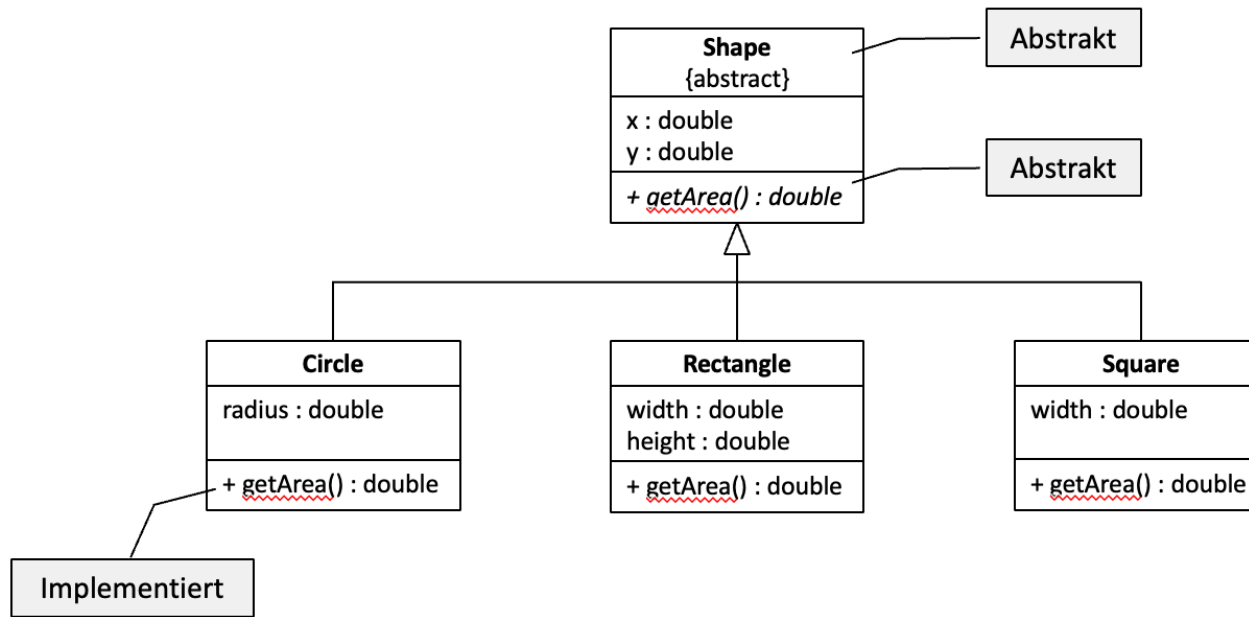 Shape
{abstract}
Abstrakt
x : double
y : double
Abstrakt
+ getArea() : double
Circle
radius : double
+ getArea() : double
Rectangle
width : double
height : double
+ getArea() : double
Square
width : double
+ getArea() : double
Implementiert